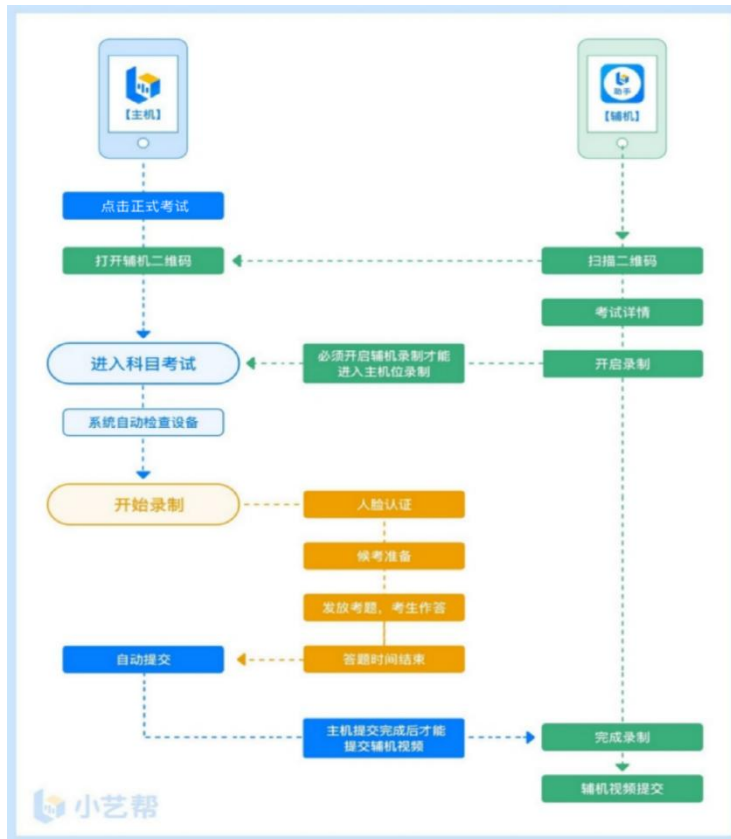 【主机】
助手
【辅机】
点击正式考试
打开辅机二维码
扫描二维码
考试详情
进入科目考试
必须开启辅机录制才能
进入主机位录制
开启录制
系统自动检查设备
开始录制
人脸认证
候考准备
发放考题，考生作答
自动提交
答题时间结束
主机提交完成后才能
提交辅机视频
完成录制
辅机视频提交
小艺帮